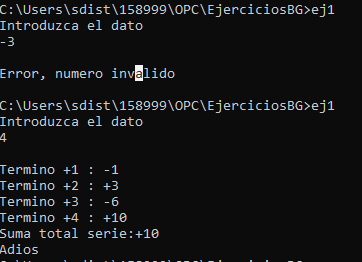 C:\Users\sdist\158999\OPC\EjerciciosBG>ej1
Introduzca el dato
-3
Error, numero invalido
C:\Users\sdist\158999\OPC\EjerciciosBG>ej1
Introduzca el dato
4
Termino +1 : -1
Termino +2 : +3
Termino +3 : -6
Termino +4 : +10
Suma total serie:+10
Adios